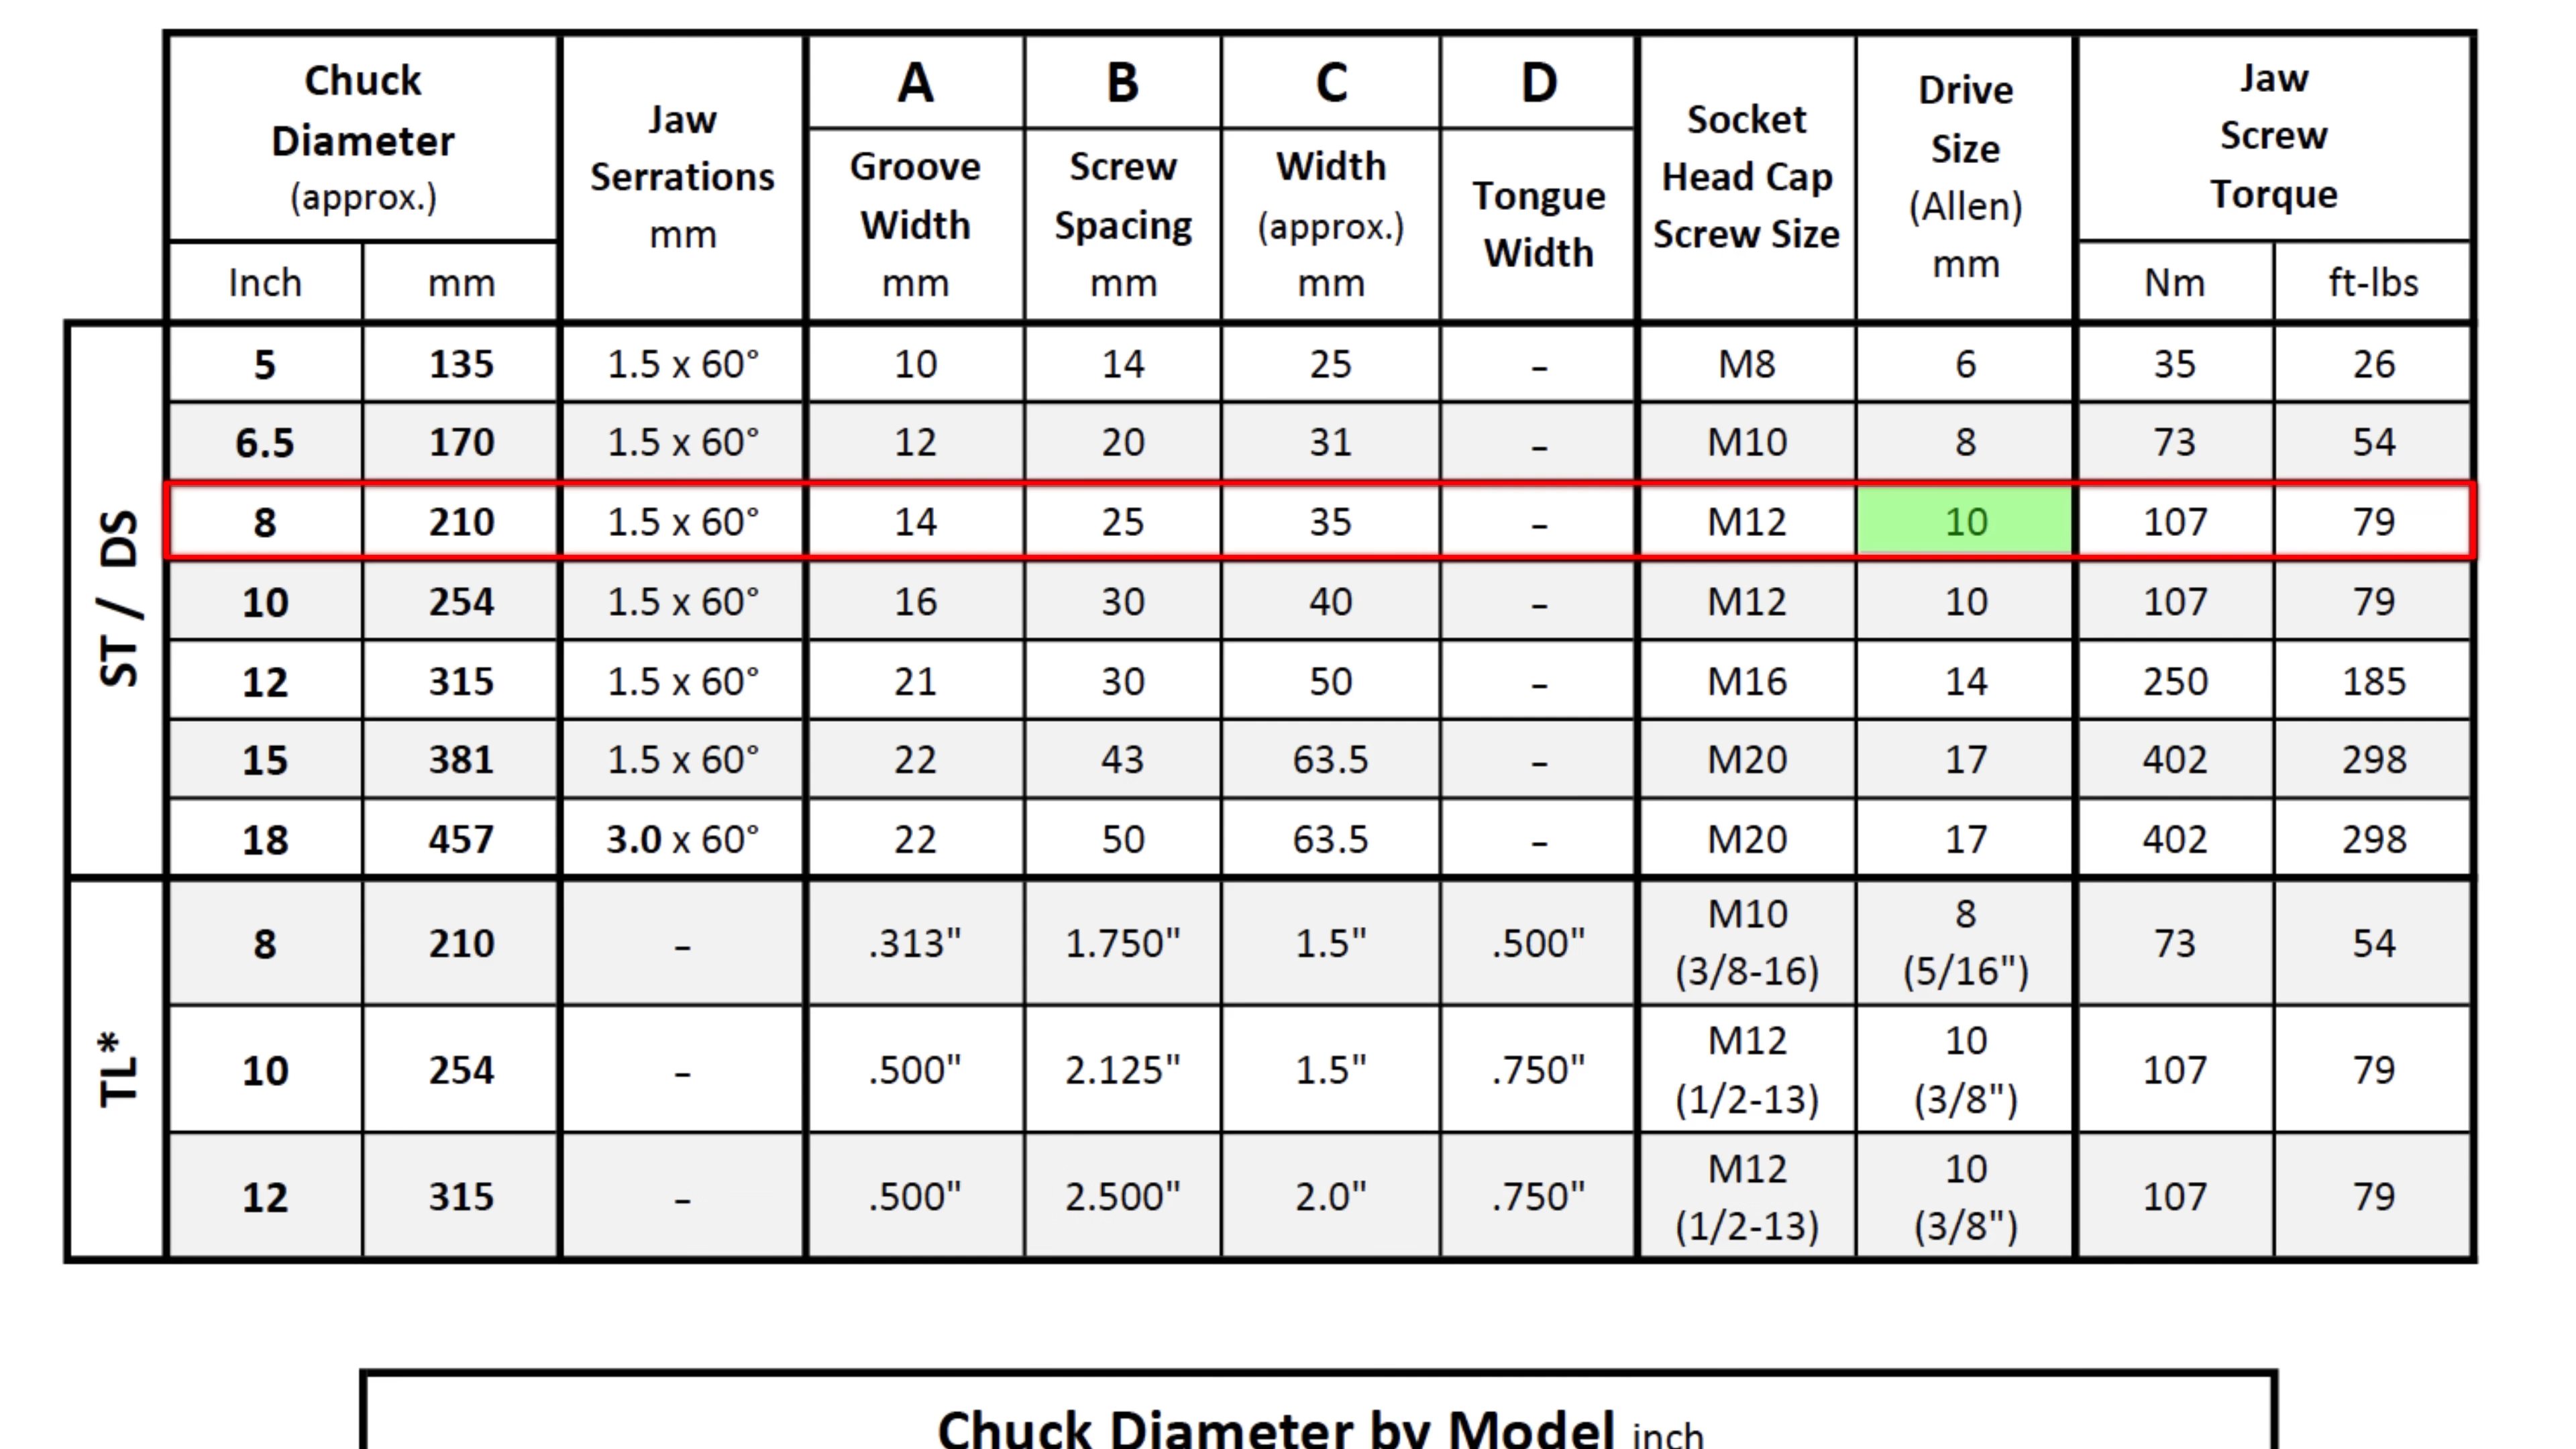 Chuck
Diameter
(approx.)
Inch mm
Jaw
Serrations
mm
A
Groove
Width
mm
B
Screw
Spacing
mm
C
Width
(approx.)
mm
D
Tongue
Width
Socket
Head Cap
Screw Size
Drive
Size
(Allen)
mm
Jaw
Screw
Torque
Nm ft-lbs
ST / DS
5 135 1.5 x 60° 10 14 25 – M8 6 35 26
6.5 170 1.5 x 60° 12 20 31 – M10 8 73 54
8 210 1.5 x 60° 14 25 35 – M12 10 107 79
10 254 1.5 x 60° 16 30 40 – M12 10 107 79
12 315 1.5 x 60° 21 30 50 – M16 14 250 185
15 381 1.5 x 60° 22 43 63.5 – M20 17 402 298
18 457 3.0 x 60° 22 50 63.5 – M20 17 402 298
TL*
8 210 – .313" 1.750" 1.5" .500" M10 (3/8-16) 8 (5/16") 73 54
10 254 – .500" 2.125" 1.5" .750" M12 (1/2-13) 10 (3/8") 107 79
12 315 – .500" 2.500" 2.0" .750" M12 (1/2-13) 10 (3/8") 107 79
Chuck Diameter by Model inch